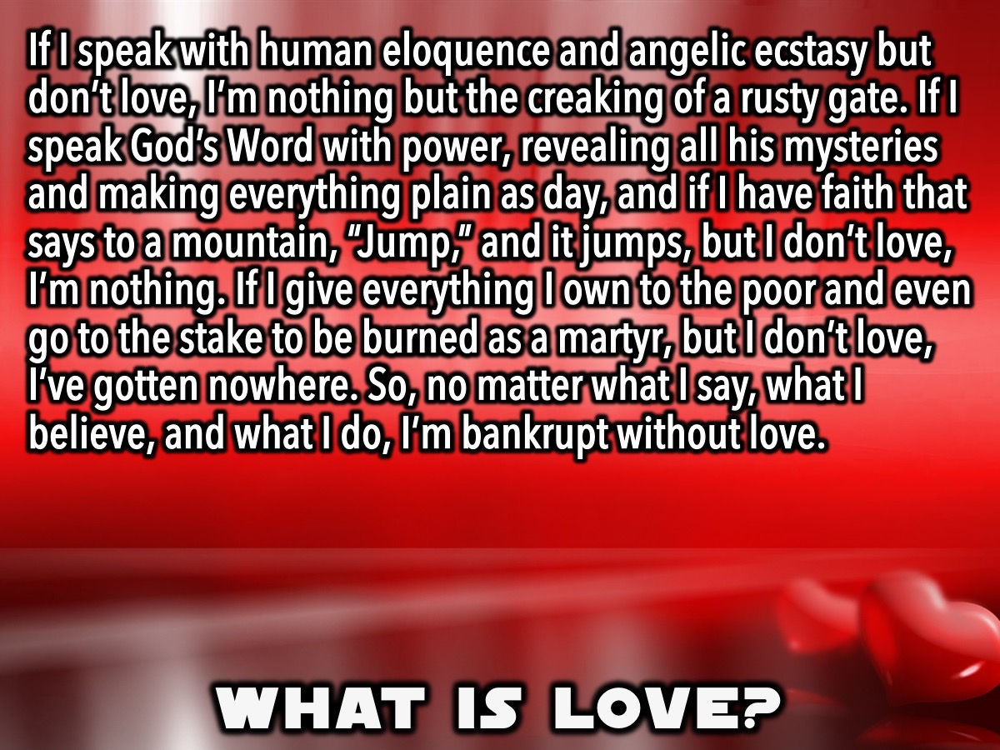 If I speak with human eloquence and angelic ecstasy but
don’t love, I’m nothing but the creaking of a rusty gate. If I
speak God’s Word with power, revealing all his mysteries
and making everything plain as day, and if I have faith that
says to a mountain, “Jump,” and it jumps, but I don’t love,
I’m nothing. If I give everything I own to the poor and even
go to the stake to be burned as a martyr, but I don’t love,
I’ve gotten nowhere. So, no matter what I say, what I
believe, and what I do, I’m bankrupt without love.
WHAT IS LOVE?